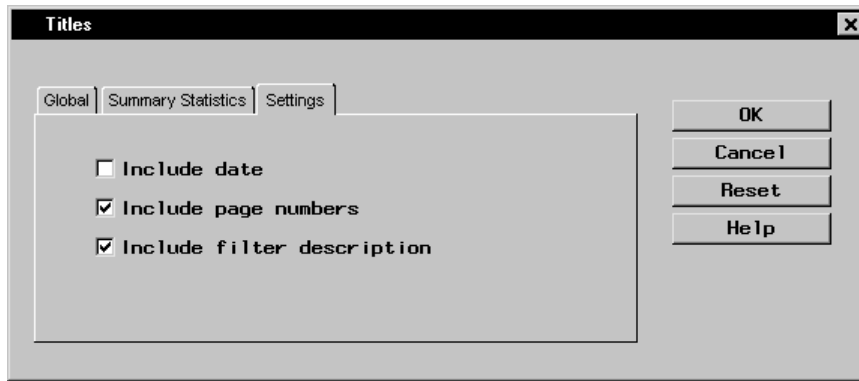 Titles
Global Summary Statistics Settings
Include date
Include page numbers
Include filter description
OK
Cancel
Reset
Help